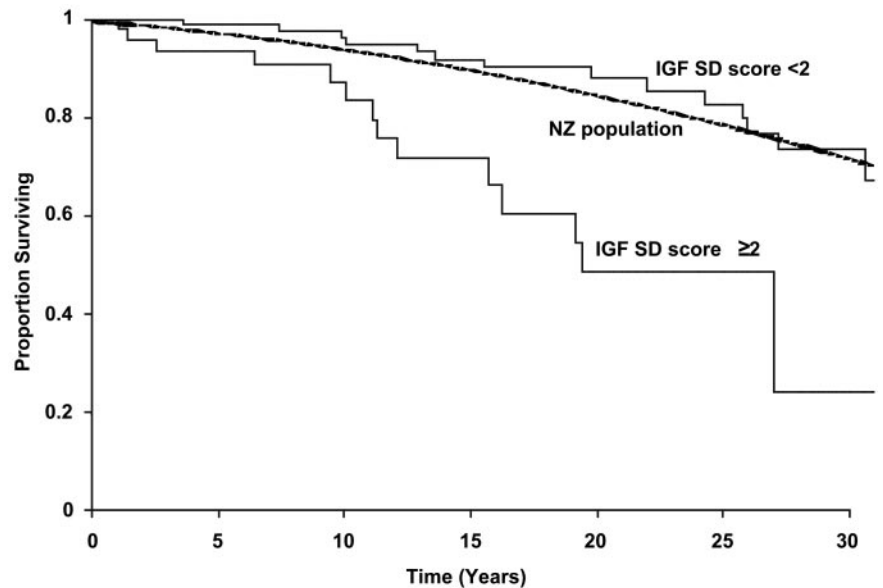 1
0.8
0.6
0.4
0.2
0
Proportion Surviving
IGF SD score <2
NZ population
IGF SD score ≥2
0 5 10 15 20 25 30
Time (Years)